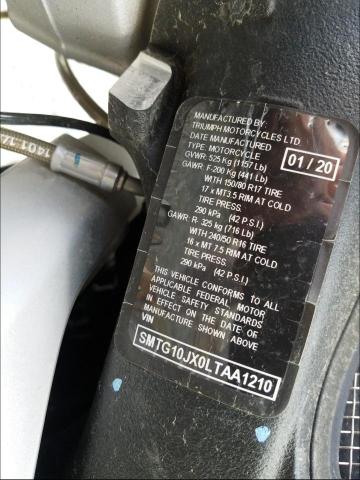 MANUFACTURED BY:
TRIUMPH MOTORCYCLES LTD
DATE MANUFACTURED
01 / 20
TYPE: MOTORCYCLE
GVWR: 525 Kg (1157 Lb)
GAWR: F-200 Kg (441 Lb)
WITH 150/80 R17 TIRE
17 x MT3.5 RIM AT COLD
TIRE PRESS.
290 kPa (42 P.S.I.)
GAWR: R- 325 kg (716 Lb)
WITH 240/50 R16 TIRE
16 x MT 7.5 RIM AT COLD
TIRE PRESS.
290 kPa (42 P.S.I.)
THIS VEHICLE CONFORMS TO ALL
APPLICABLE FEDERAL MOTOR
VEHICLE SAFETY STANDARDS
IN EFFECT ON THE DATE OF
MANUFACTURE SHOWN ABOVE
VIN
SMTG10JX0LTAA1210
1401